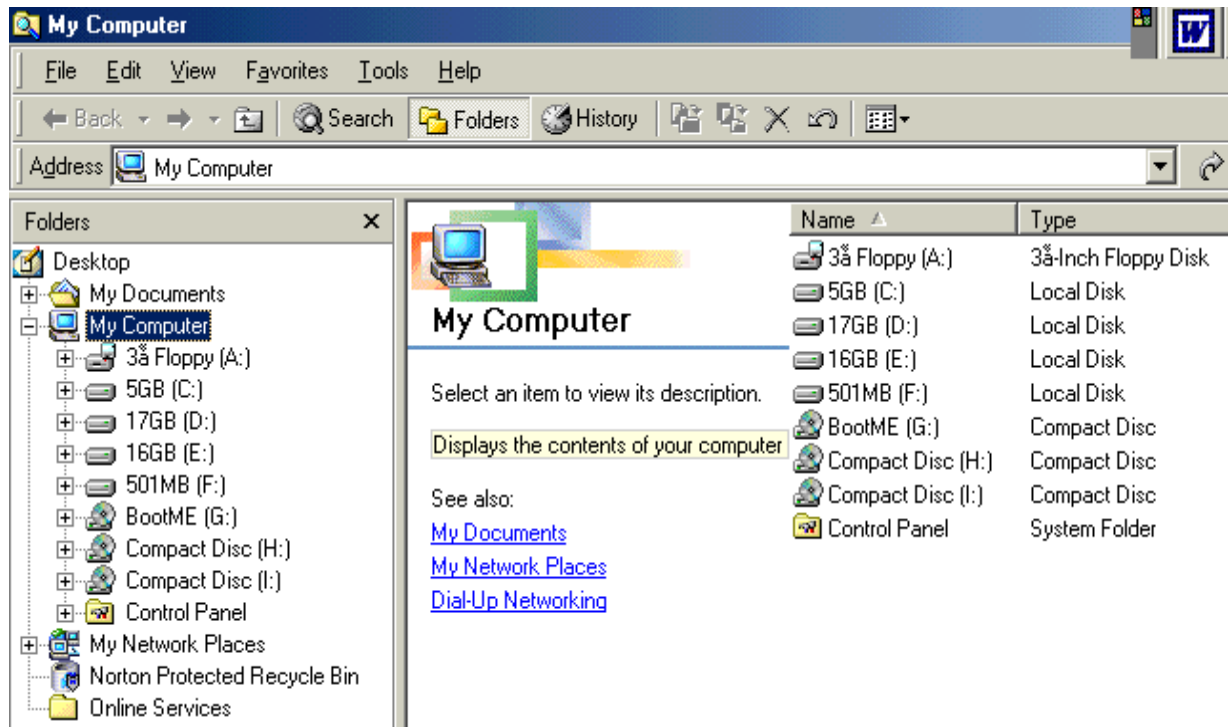 My Computer
W
File Edit View Favorites Tools Help
Back Search Folders History
Address My Computer
Folders
Desktop
My Documents
My Computer
3å Floppy (A:)
5GB (C:)
17GB (D:)
16GB (E:)
501MB (F:)
BootME (G:)
Compact Disc (H:)
Compact Disc (I:)
Control Panel
My Network Places
Norton Protected Recycle Bin
Online Services
My Computer
Select an item to view its description.
Displays the contents of your computer
See also:
My Documents
My Network Places
Dial-Up Networking
Name Type
3å Floppy (A:) 3å-Inch Floppy Disk
5GB (C:) Local Disk
17GB (D:) Local Disk
16GB (E:) Local Disk
501MB (F:) Local Disk
BootME (G:) Compact Disc
Compact Disc (H:) Compact Disc
Compact Disc (I:) Compact Disc
Control Panel System Folder